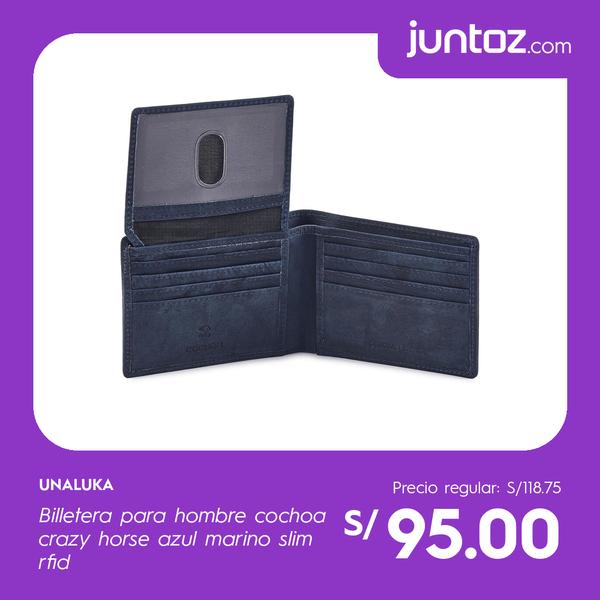 juntoz.com
UNALUKA
Billetera para hombre cochoa
crazy horse azul marino slim
rfid
Precio regular: S/118.75
S/ 95.00